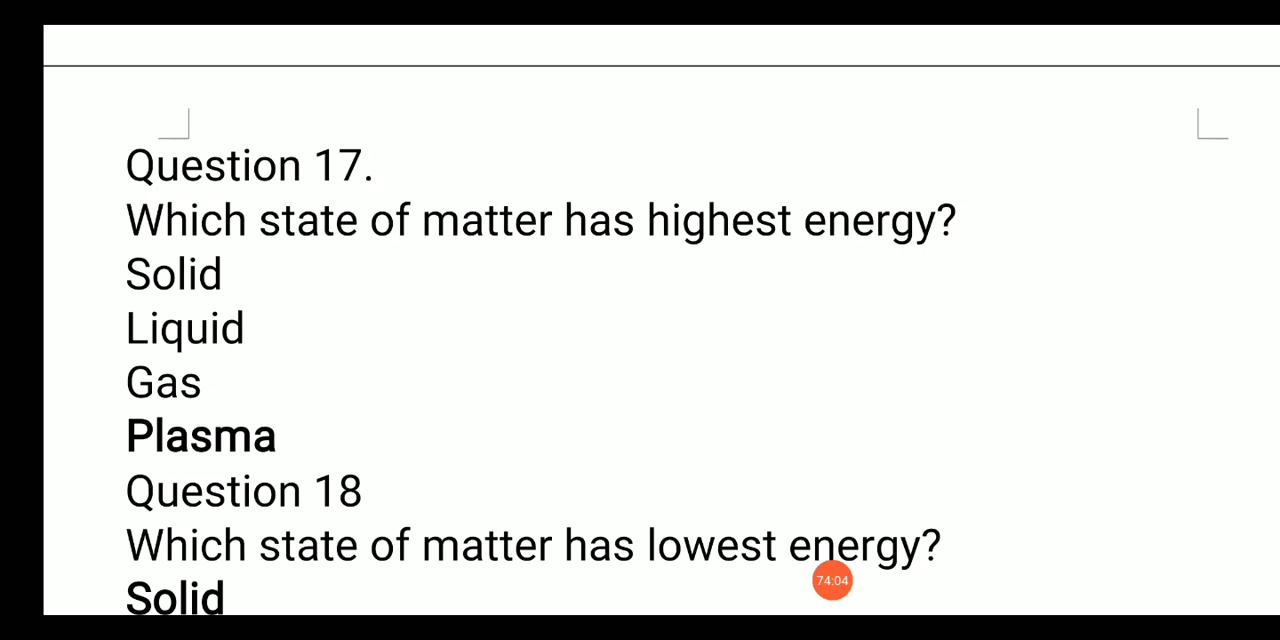 Question 17.
Which state of matter has highest energy?
Solid
Liquid
Gas
Plasma
Question 18
Which state of matter has lowest energy?
74:04
Solid